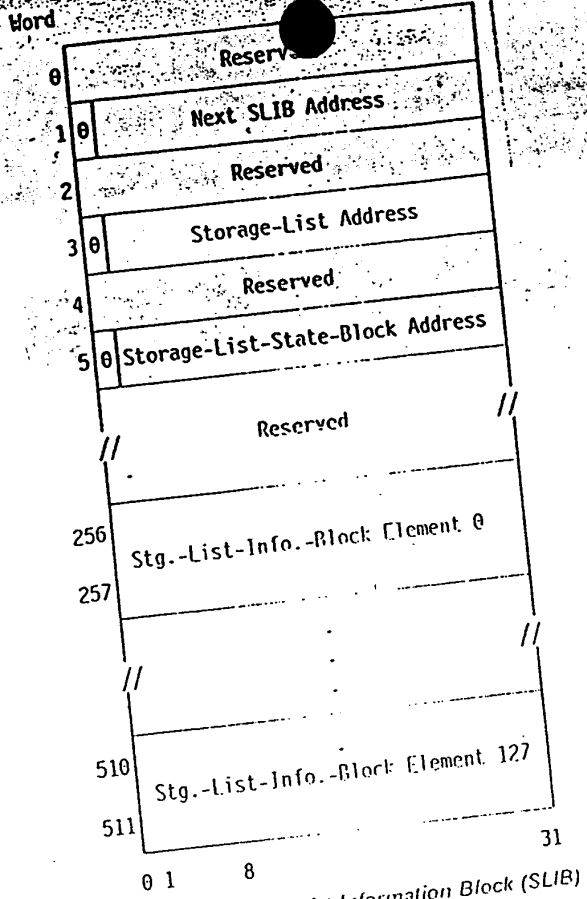 Word
0 Reserv
1 0 Next SLIB Address
2 Reserved
3 0 Storage-List Address
4 Reserved
5 0 Storage-List-State-Block Address
// Reserved //
256
Stg.-List-Info.-Block Element 0
257
// //
510
Stg.-List-Info.-Block Element 127
511
0 1 8 31
Information Block (SLIB)